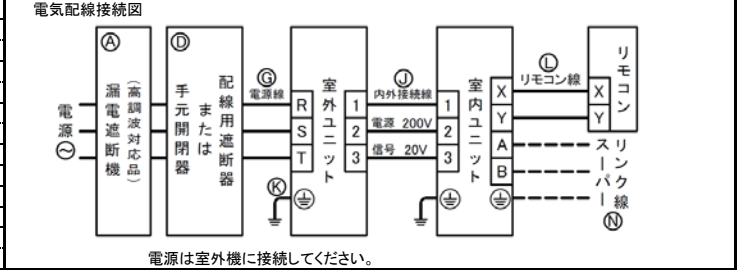 電気配線接続図
電源
Ⓐ
漏電遮断機
(高調波対応品)
Ⓓ
手元開閉器
または
配線用遮断器
Ⓖ
電源線
R
S
T
Ⓚ
室外ユニット
1
2
3
Ⓙ
内外接続線
電源 200V
信号 20V
1
2
3
室内ユニット
X
Y
A
B
Ⓛ
リモコン線
X
Y
リモコン
スーパー
リンク線
Ⓝ
電源は室外機に接続してください。